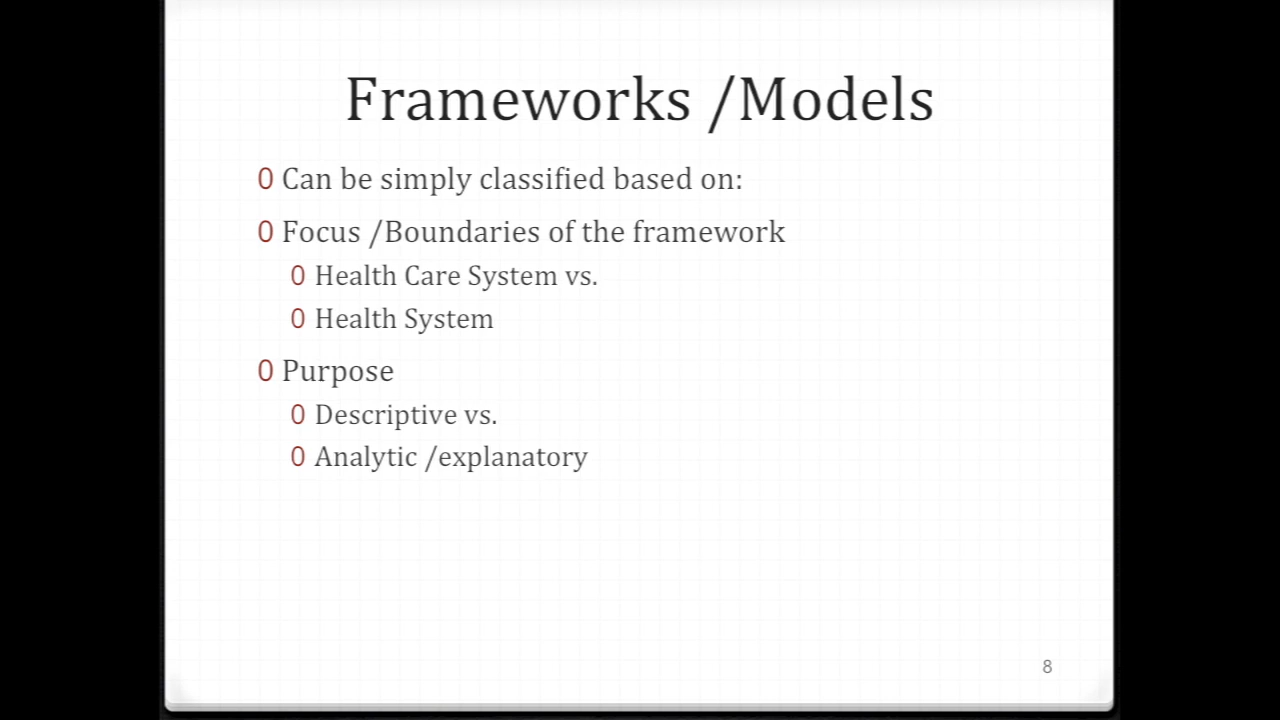 Frameworks /Models
0 Can be simply classified based on:
0 Focus /Boundaries of the framework
0 Health Care System vs.
0 Health System
0 Purpose
0 Descriptive vs.
0 Analytic /explanatory
8